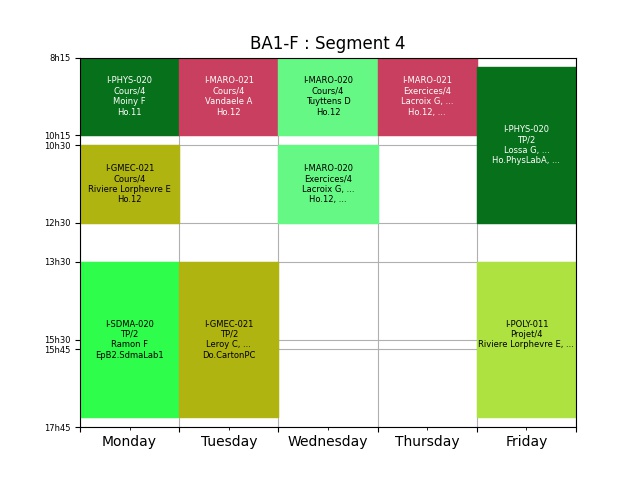 BA1-F : Segment 4
8h15
10h15
10h30
12h30
13h30
15h30
15h45
17h45
I-PHYS-020
Cours/4
Moiny F
Ho.11
I-MARO-021
Cours/4
Vandaele A
Ho.12
I-MARO-020
Cours/4
Tuyttens D
Ho.12
I-MARO-021
Exercices/4
Lacroix G, ...
Ho.12, ...
I-PHYS-020
TP/2
Lossa G, ...
Ho.PhysLabA, ...
I-GMEC-021
Cours/4
Riviere Lorphevre E
Ho.12
I-MARO-020
Exercices/4
Lacroix G, ...
Ho.12, ...
I-SDMA-020
TP/2
Ramon F
EpB2.SdmaLab1
I-GMEC-021
TP/2
Leroy C, ...
Do.CartonPC
I-POLY-011
Projet/4
Riviere Lorphevre E, ...
Monday
Tuesday
Wednesday
Thursday
Friday